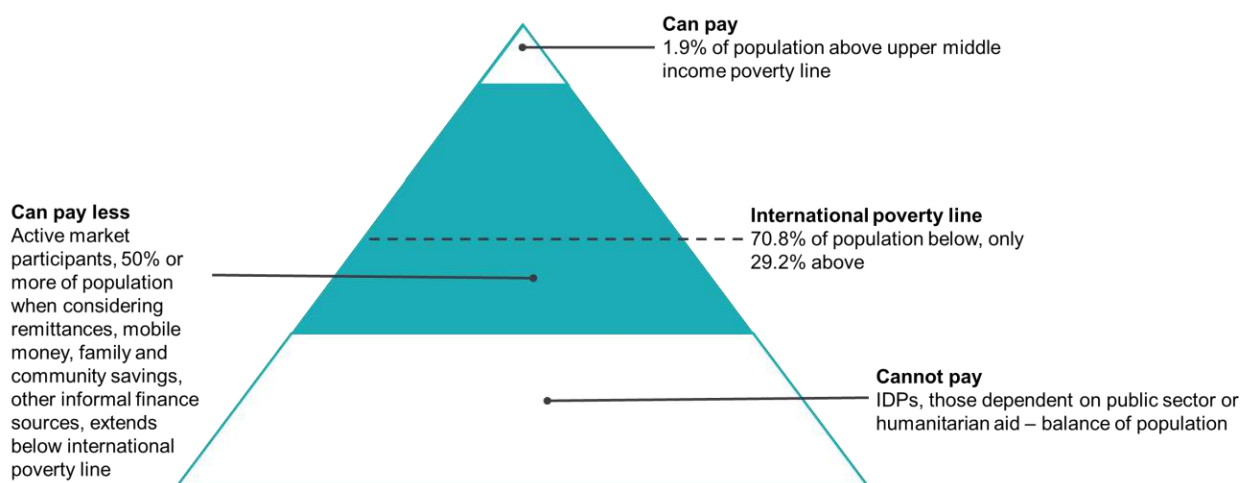 Can pay
1.9% of population above upper middle
income poverty line
Can pay less
Active market
participants, 50% or
more of population
when considering
remittances, mobile
money, family and
community savings,
other informal finance
sources, extends
below international
poverty line
International poverty line
70.8% of population below, only
29.2% above
Cannot pay
IDPs, those dependent on public sector or
humanitarian aid – balance of population